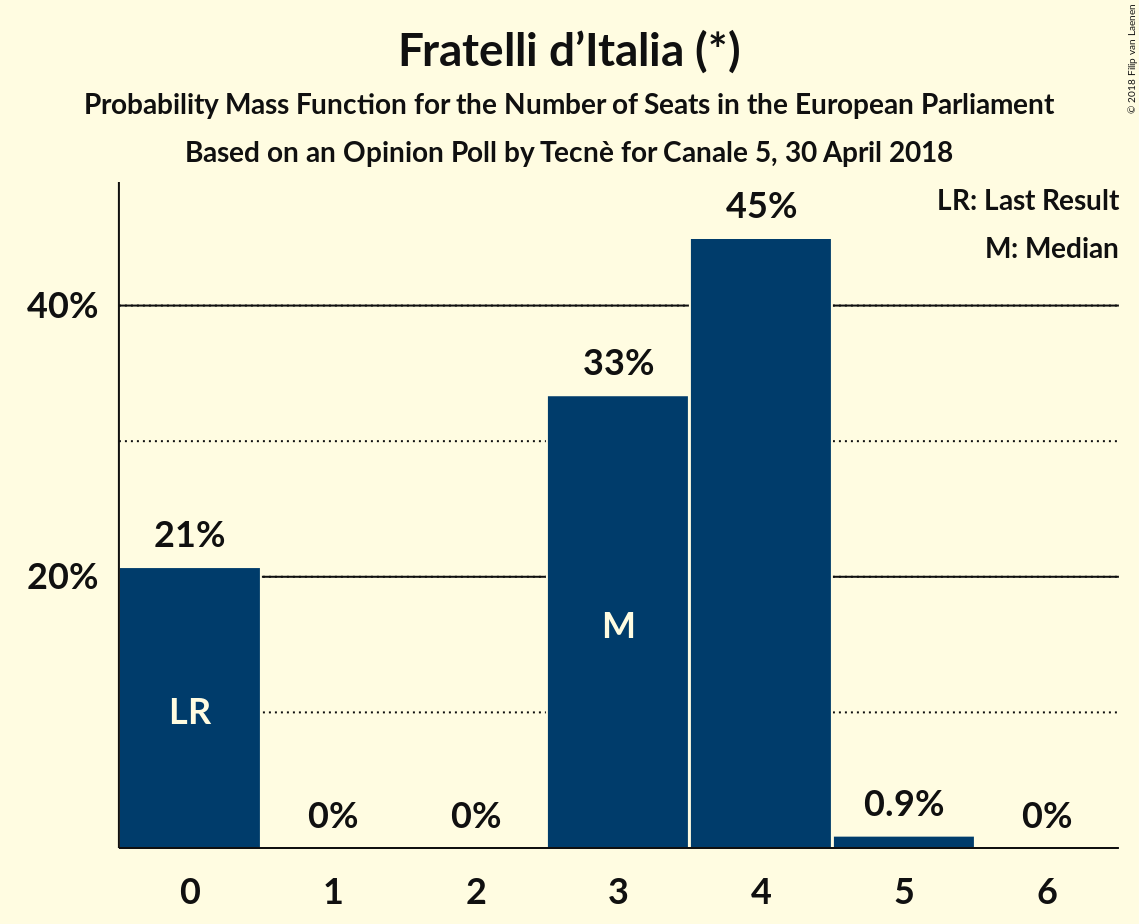 Fratelli d’Italia (*)
Probability Mass Function for the Number of Seats in the European Parliament
Based on an Opinion Poll by Tecnè for Canale 5, 30 April 2018
© 2018 Filip van Laenen
LR: Last Result
M: Median
45%
40%
33%
21%
20%
M
LR
0%
0%
0.9%
0%
0
1
2
3
4
5
6